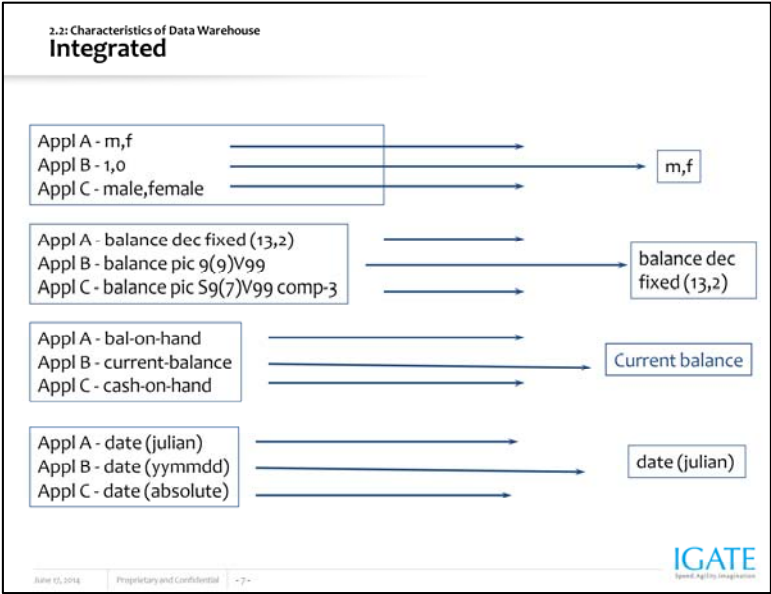 2.2: Characteristics of Data Warehouse
Integrated
Appl A - m,f
Appl B - 1,0
Appl C - male,female
m,f
Appl A - balance dec fixed (13,2)
Appl B - balance pic 9(9)V99
Appl C - balance pic S9(7)V99 comp-3
balance dec
fixed (13,2)
Appl A - bal-on-hand
Appl B - current-balance
Appl C - cash-on-hand
Current balance
Appl A - date (julian)
Appl B - date (yymmdd)
Appl C - date (absolute)
date (julian)
June 17, 2014
Proprietary and Confidential
- 7 -
IGATE
Speed.Agility.Imagination